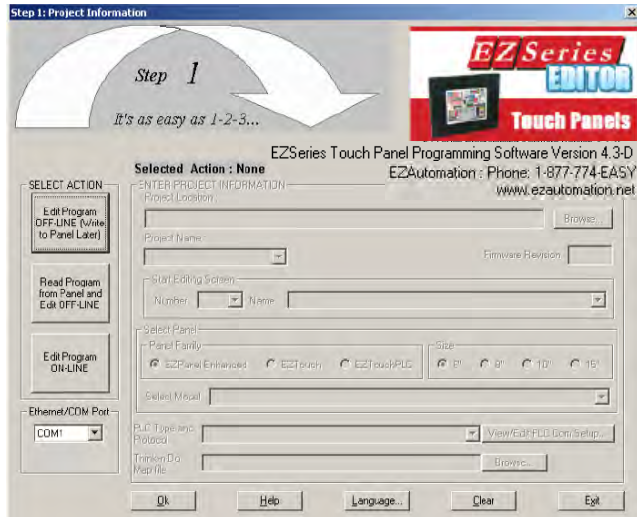 Step 1: Project Information
Step 1
It's as easy as 1-2-3...
EZSeries
EDITOR
Touch Panels
EZSeries Touch Panel Programming Software Version 4.3-D
Selected Action : None
EZAutomation : Phone: 1-877-774-EASY
www.ezautomation.net
SELECT ACTION
Edit Program
OFF-LINE (Write
to Panel Later)
Read Program
from Panel and
Edit OFF-LINE
Edit Program
ON-LINE
Ethernet/COM Port
COM1
ENTER PROJECT INFORMATION
Project Location
Browse...
Project Name
Firmware Revision
Start Editing Screen
Number
Name
Select Panel
Panel Family
EZPanel Enhanced
EZTouch
EZTouchPLC
Size
6"
8"
10"
15"
Select Model
PLC Type and
Protocol
View/Edit PLC Com. Setup...
Map file
Browse...
Ok
Help
Language...
Clear
Exit